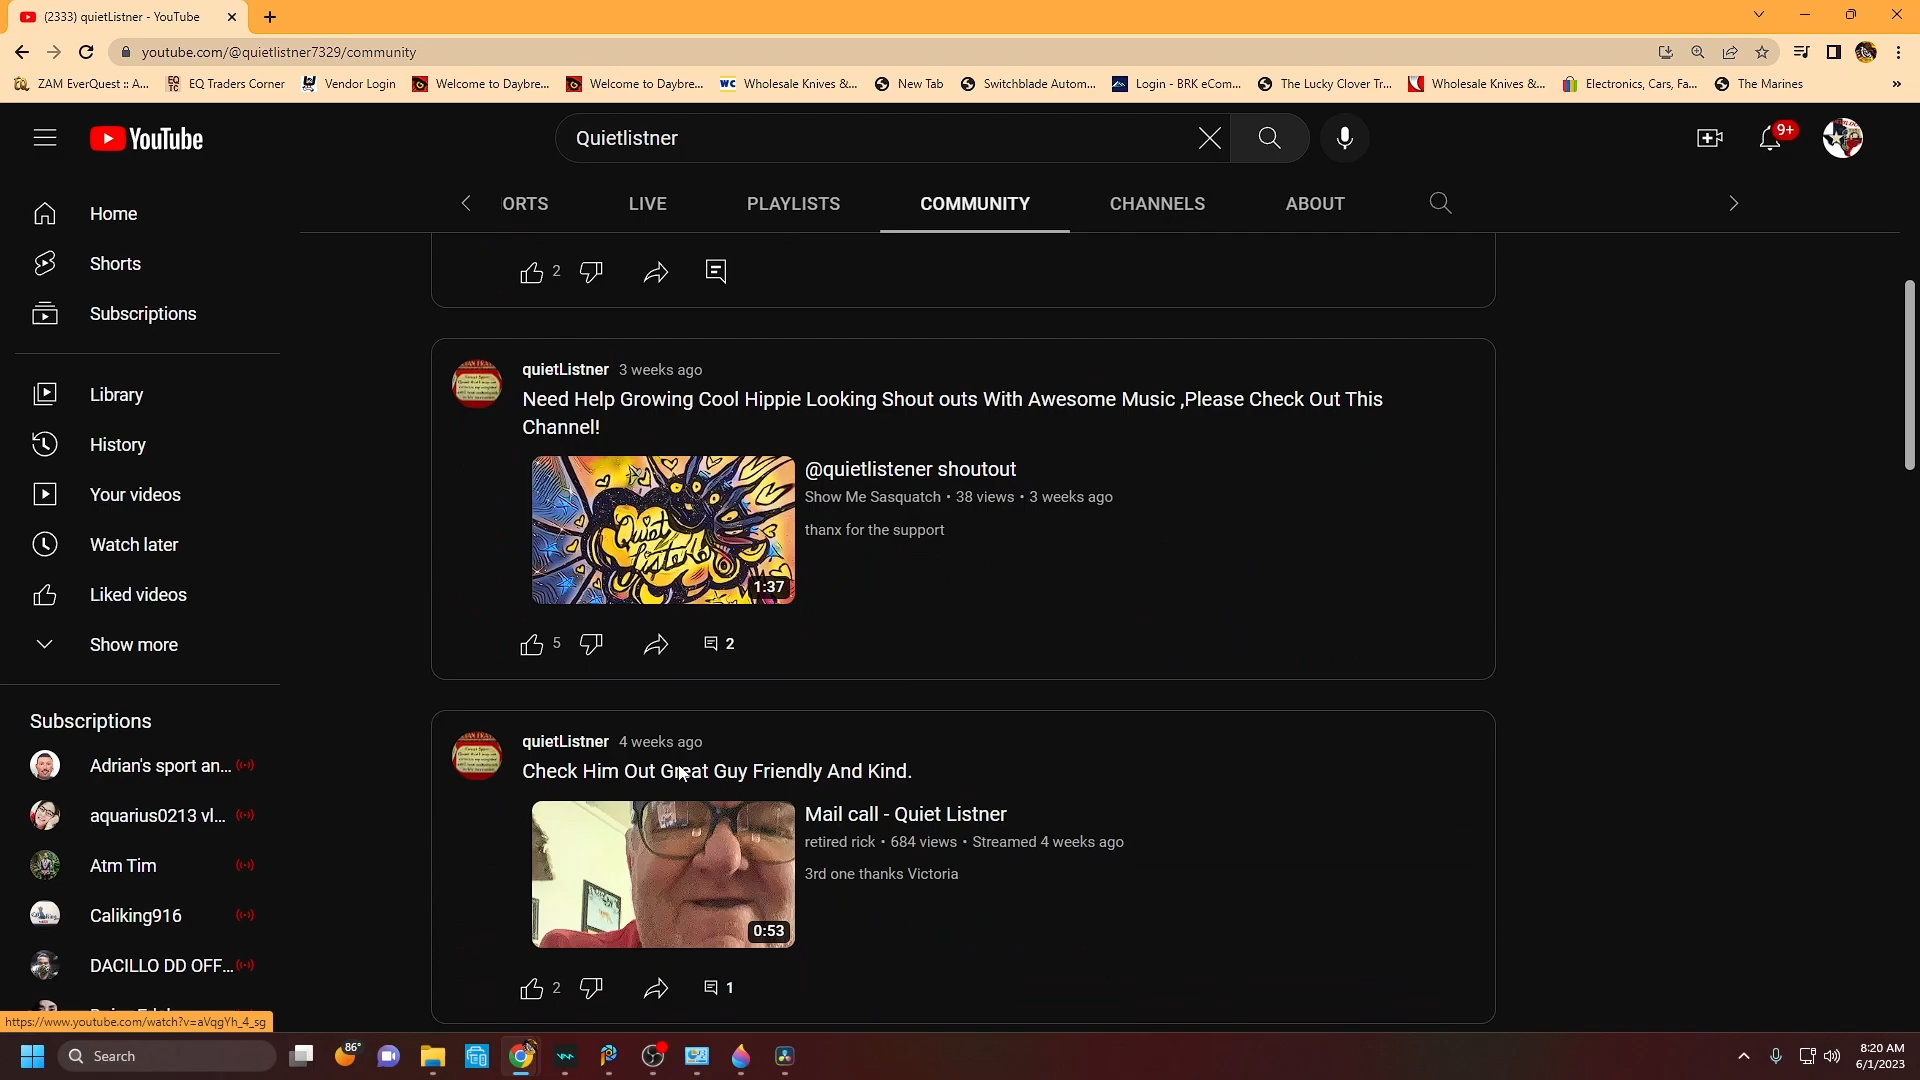 (2333) quietListner - YouTube
youtube.com/@quietlistner7329/community
ZAM EverQuest :: A...
EQ Traders Corner
Vendor Login
Welcome to Daybre...
Welcome to Daybre...
WC Wholesale Knives &...
New Tab
Switchblade Autom...
Login - BRK eCom...
The Lucky Clover Tr...
Wholesale Knives &...
Electronics, Cars, Fa...
The Marines
YouTube
Quietlistner
9+
Home
Shorts
Subscriptions
Library
History
Your videos
Watch later
Liked videos
Show more
Subscriptions
Adrian's sport an...
aquarius0213 vl...
Atm Tim
Caliking916
DACILLO DD OFF...
ORTS
LIVE
PLAYLISTS
COMMUNITY
CHANNELS
ABOUT
2
quietListner 3 weeks ago
Need Help Growing Cool Hippie Looking Shout outs With Awesome Music ,Please Check Out This
Channel!
Quiet
1:37
@quietlistener shoutout
Show Me Sasquatch • 38 views • 3 weeks ago
thanx for the support
5
2
quietListner 4 weeks ago
Check Him Out Great Guy Friendly And Kind.
0:53
Mail call - Quiet Listner
retired rick • 684 views • Streamed 4 weeks ago
3rd one thanks Victoria
2
1
https://www.youtube.com/watch?v=aVqgYh_4_sg
Search
86°
8:20 AM
6/1/2023